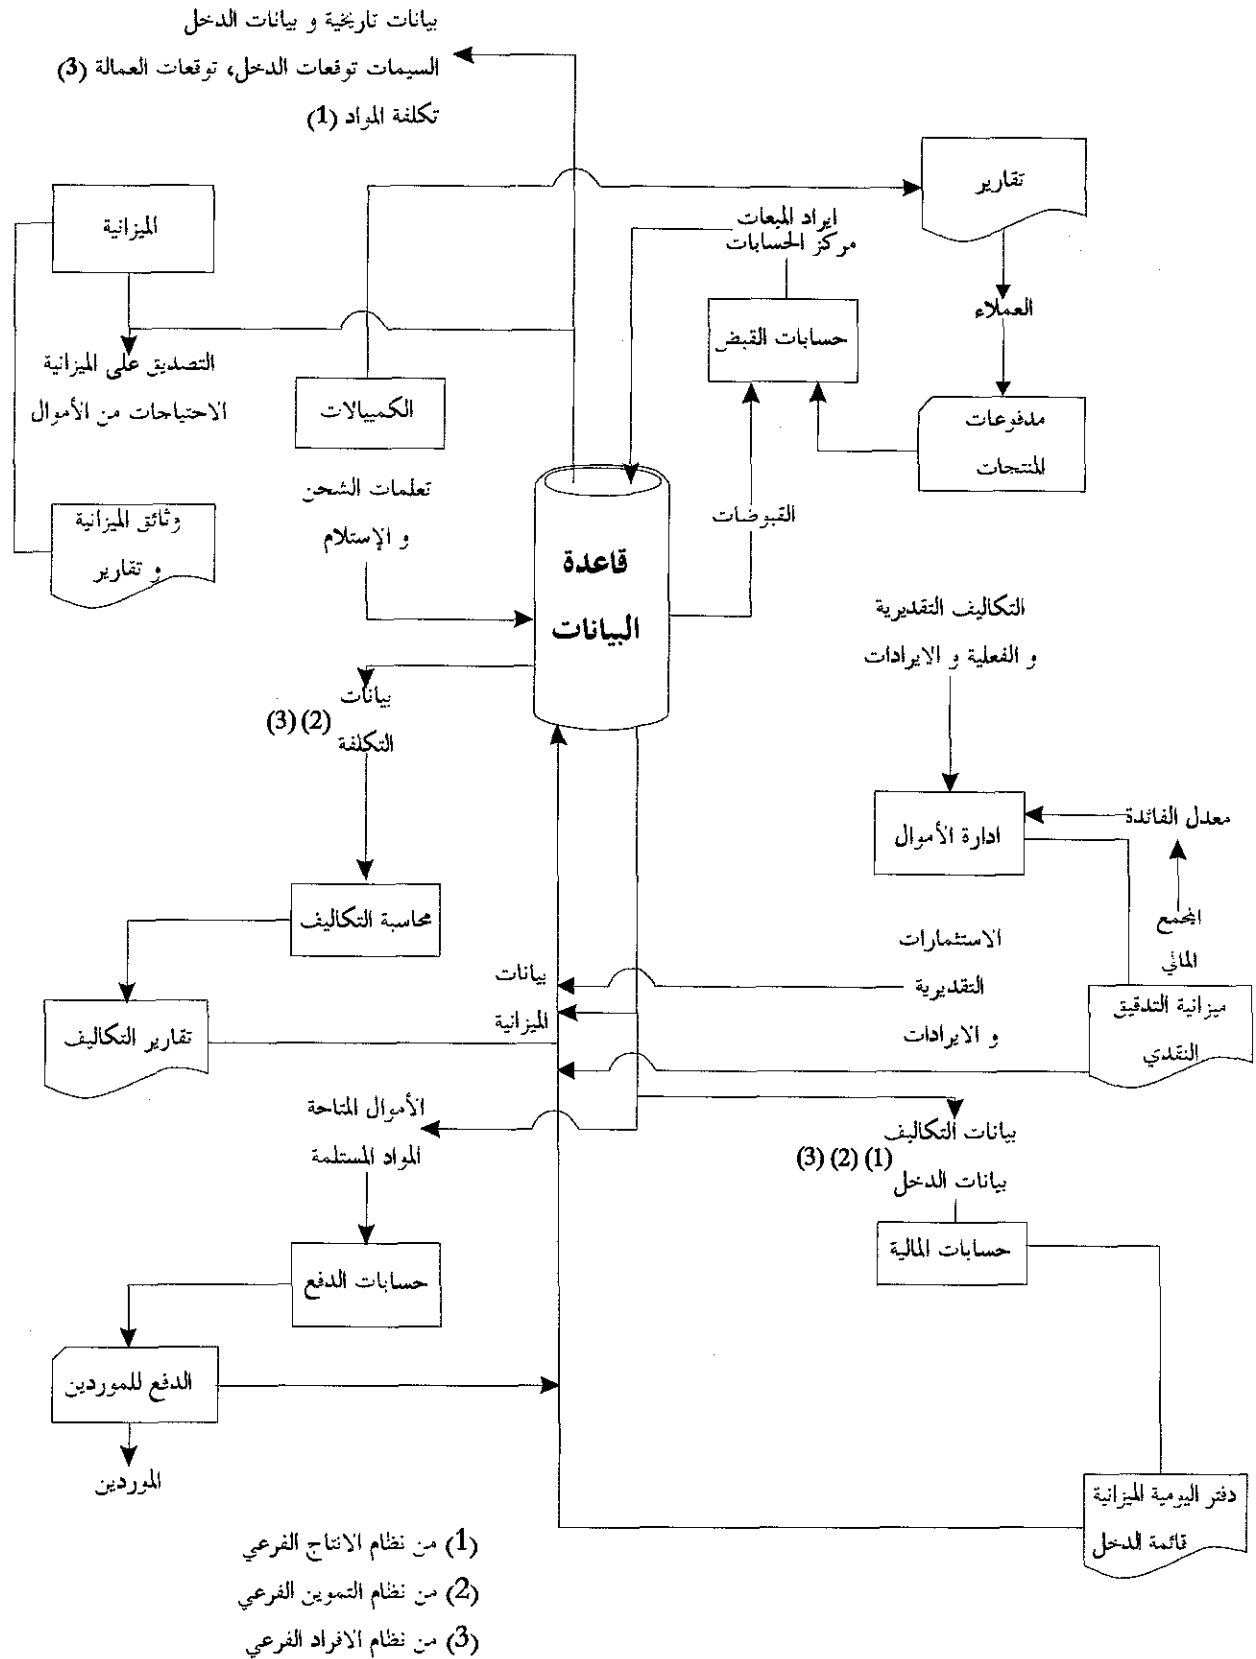 بيانات تاريخية و بيانات الدخل
السيمات توقعات الدخل، توقعات العمالة (3)
تكلفة المواد (1)
تقارير
الميزانية
ايراد المبعات
مركز الحسابات
العملاء
حسابات القبض
التصديق على الميزانية
الاحتياجات من الأموال
الكمبيالات
مدفوعات
المنتجات
تعلمات الشحن
و الإستلام
القبوضات
وثائق الميزانية
و تقارير
قاعدة
البيانات
التكاليف التقديرية
و الفعلية و الايرادات
بيانات
(2) (3)
التكلفة
معدل الفائدة
ادارة الأموال
محاسبة التكاليف
المجمع
المالي
الاستثمارات
التقديرية
و الايرادات
بيانات
الميزانية
ميزانية التدقيق
النقدي
تقارير التكاليف
الأموال المتاحة
المواد المستلمة
بيانات التكاليف
(1) (2) (3)
بيانات الدخل
حسابات المالية
حسابات الدفع
الدفع للموردين
الموردين
دفتر اليومية الميزانية
قائمة الدخل
(1) من نظام الانتاج الفرعي
(2) من نظام التموين الفرعي
(3) من نظام الافراد الفرعي